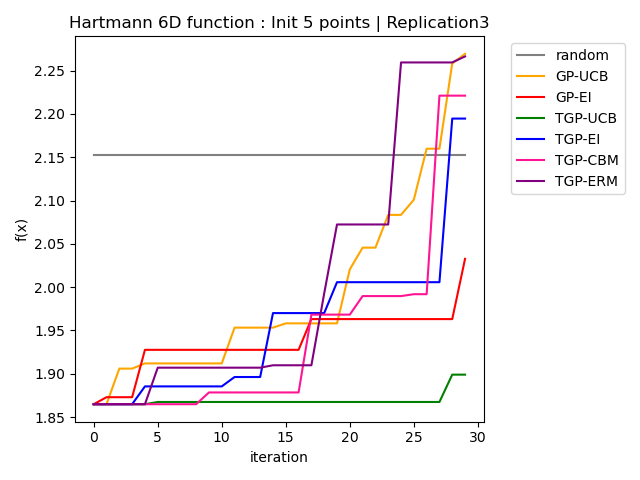 Hartmann 6D function : Init 5 points | Replication3
random
GP-UCB
GP-EI
TGP-UCB
TGP-EI
TGP-CBM
TGP-ERM
f(x)
2.25
2.20
2.15
2.10
2.05
2.00
1.95
1.90
1.85
0 5 10 15 20 25 30
iteration